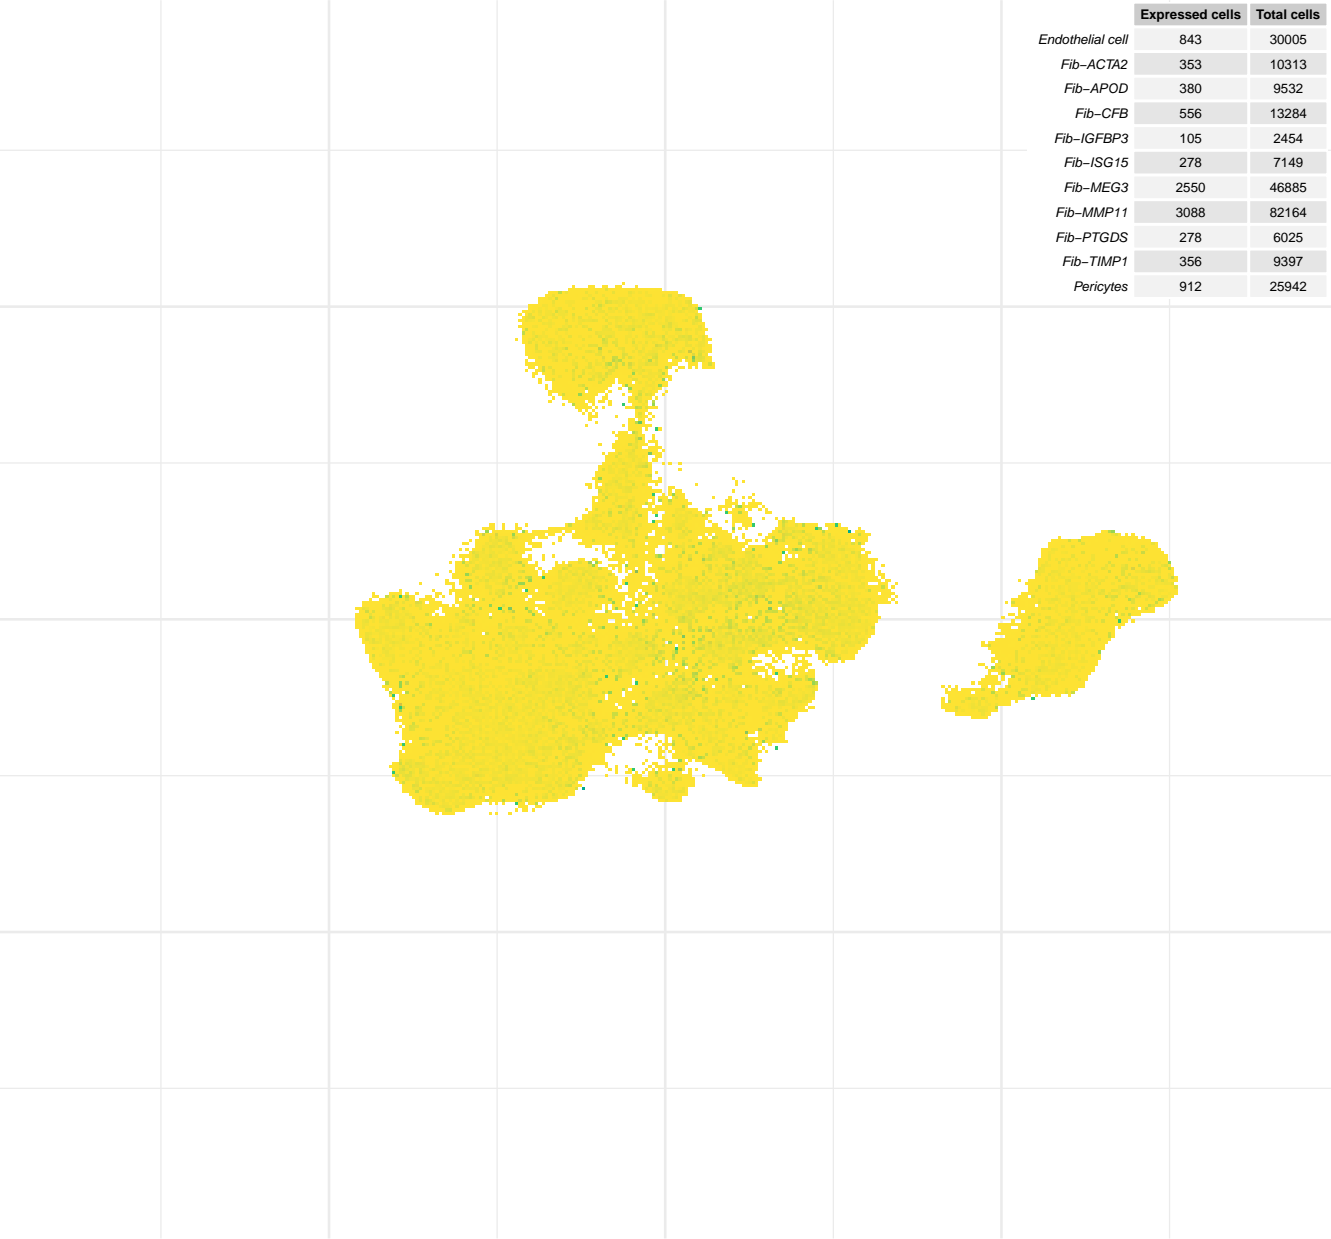 Expressed cells Total cells
Endothelial cell 843 30005
Fib−ACTA2 353 10313
Fib−APOD 380 9532
Fib−CFB 556 13284
Fib−IGFBP3 105 2454
Fib−ISG15 278 7149
Fib−MEG3 2550 46885
Fib−MMP11 3088 82164
Fib−PTGDS 278 6025
Fib−TIMP1 356 9397
Pericytes 912 25942